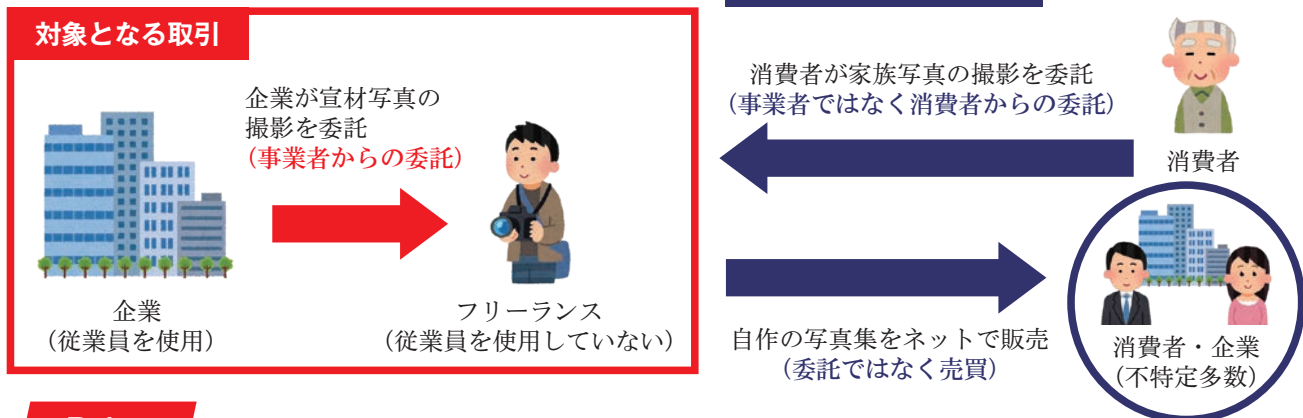 対象となる取引
企業が宣材写真の
撮影を委託
（事業者からの委託）
企業
（従業員を使用）
フリーランス
（従業員を使用していない）
消費者が家族写真の撮影を委託
（事業者ではなく消費者からの委託）
消費者
自作の写真集をネットで販売
（委託ではなく売買）
消費者・企業
（不特定多数）